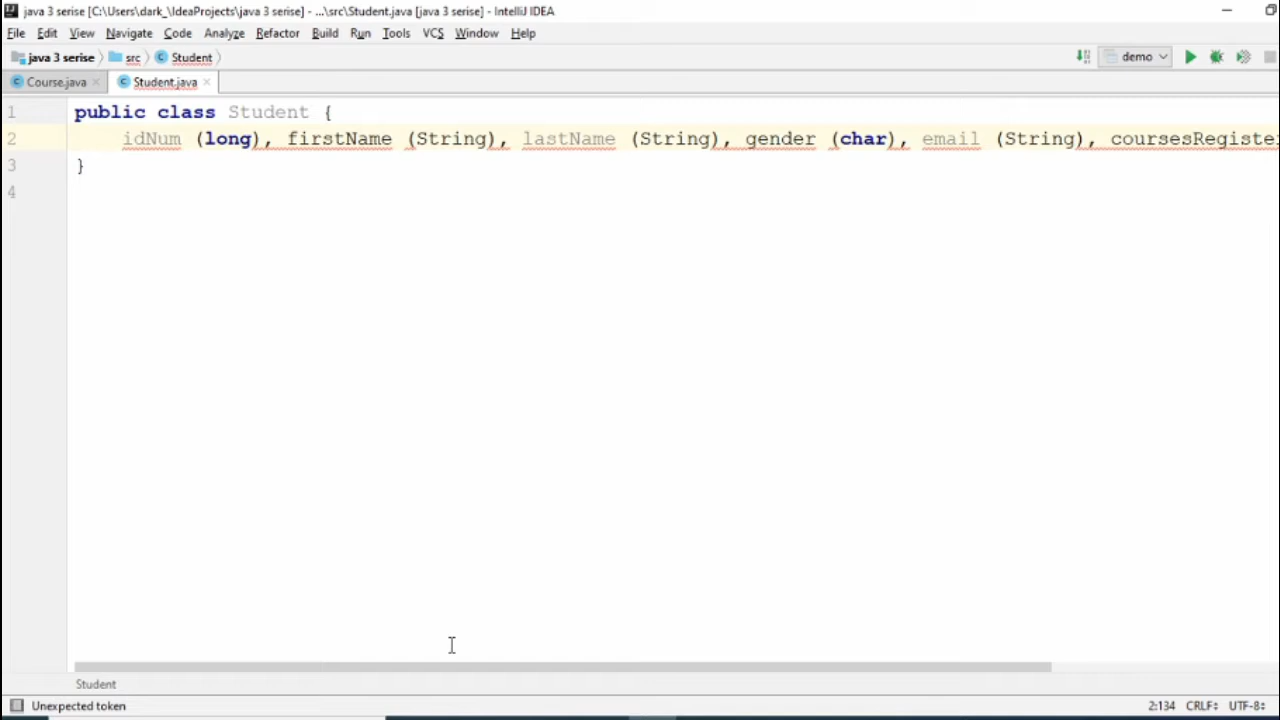 java 3 serise [C:\Users\dark_\IdeaProjects\java 3 serise] - ...\src\Student.java [java 3 serise] - IntelliJ IDEA
File Edit View Navigate Code Analyze Refactor Build Run Tools VCS Window Help
java 3 serise src Student demo
Course.java Student.java
1 public class Student {
2 idNum (long), firstName (String), lastName (String), gender (char), email (String), coursesRegiste
3 }
4
Student
Unexpected token 2:134 CRLF UTF-8